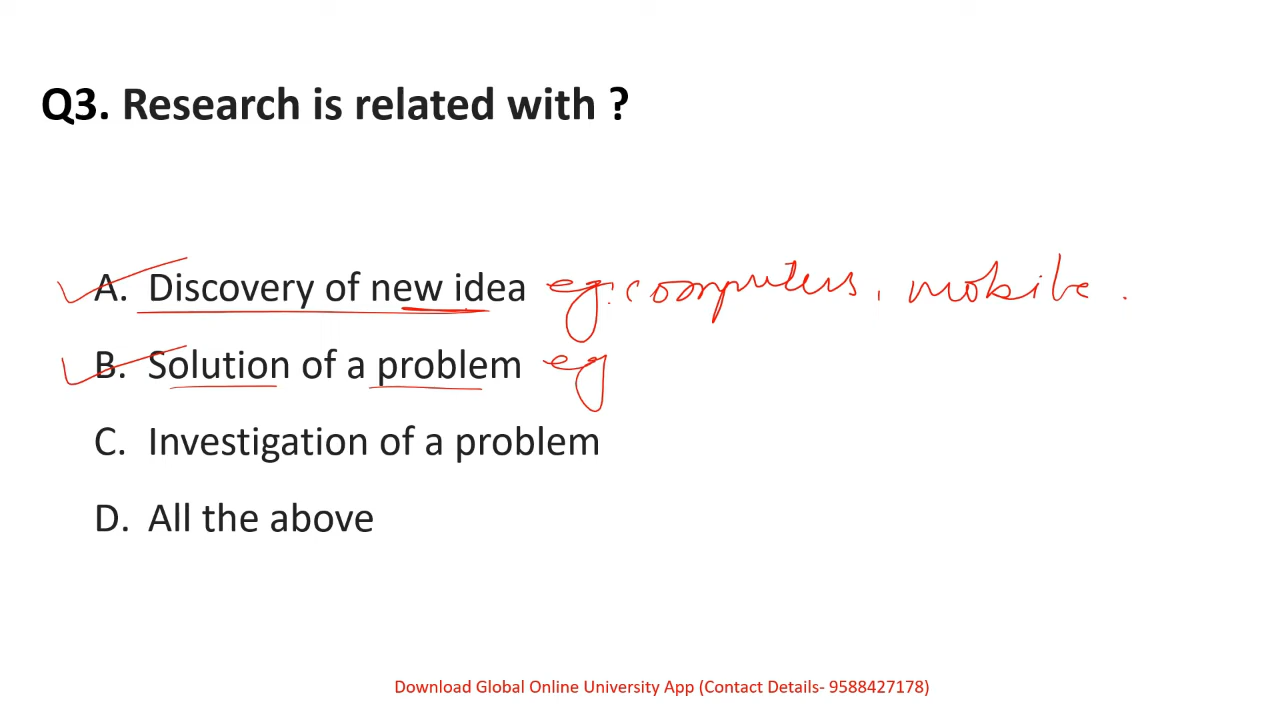 Q3. Research is related with ?
A. Discovery of new idea eg: computers, mobile.
B. Solution of a problem eg
C. Investigation of a problem
D. All the above
Download Global Online University App (Contact Details- 9588427178)